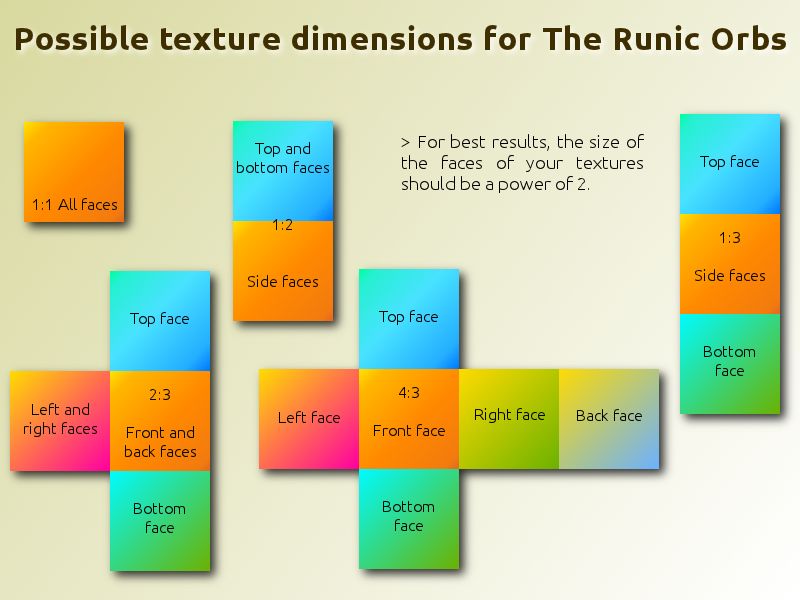 Possible texture dimensions for The Runic Orbs
1:1 All faces
Top and
bottom faces
1:2
Side faces
> For best results, the size of
the faces of your textures
should be a power of 2.
Top face
1:3
Side faces
Bottom
face
Top face
Left and
right faces
2:3
Front and
back faces
Bottom
face
Top face
Left face
4:3
Front face
Right face
Back face
Bottom
face